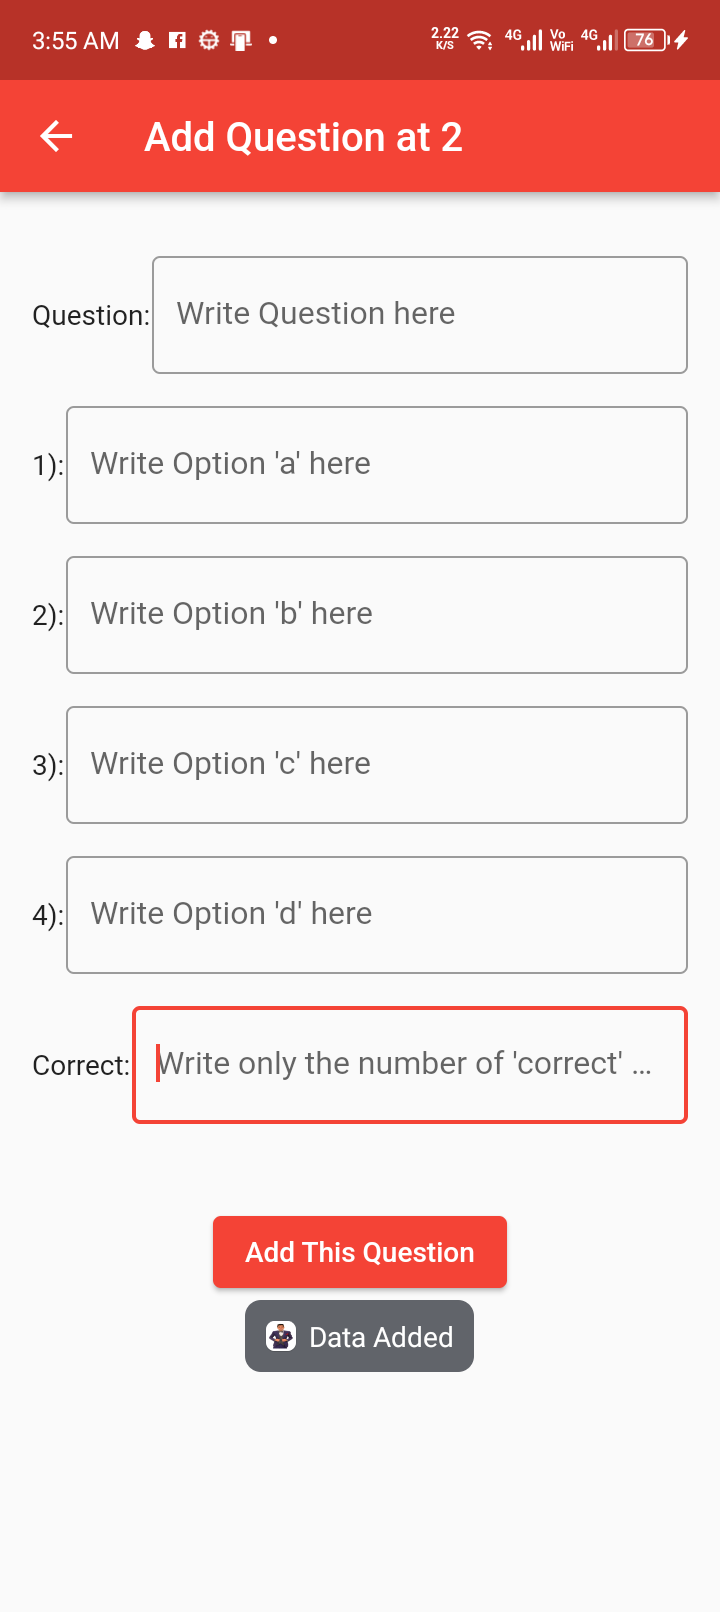 3:55 AM 2.22 K/S 4G Vo WiFi 4G 76
Add Question at 2
Question: Write Question here
1): Write Option 'a' here
2): Write Option 'b' here
3): Write Option 'c' here
4): Write Option 'd' here
Correct: Write only the number of 'correct' ...
Add This Question
Data Added